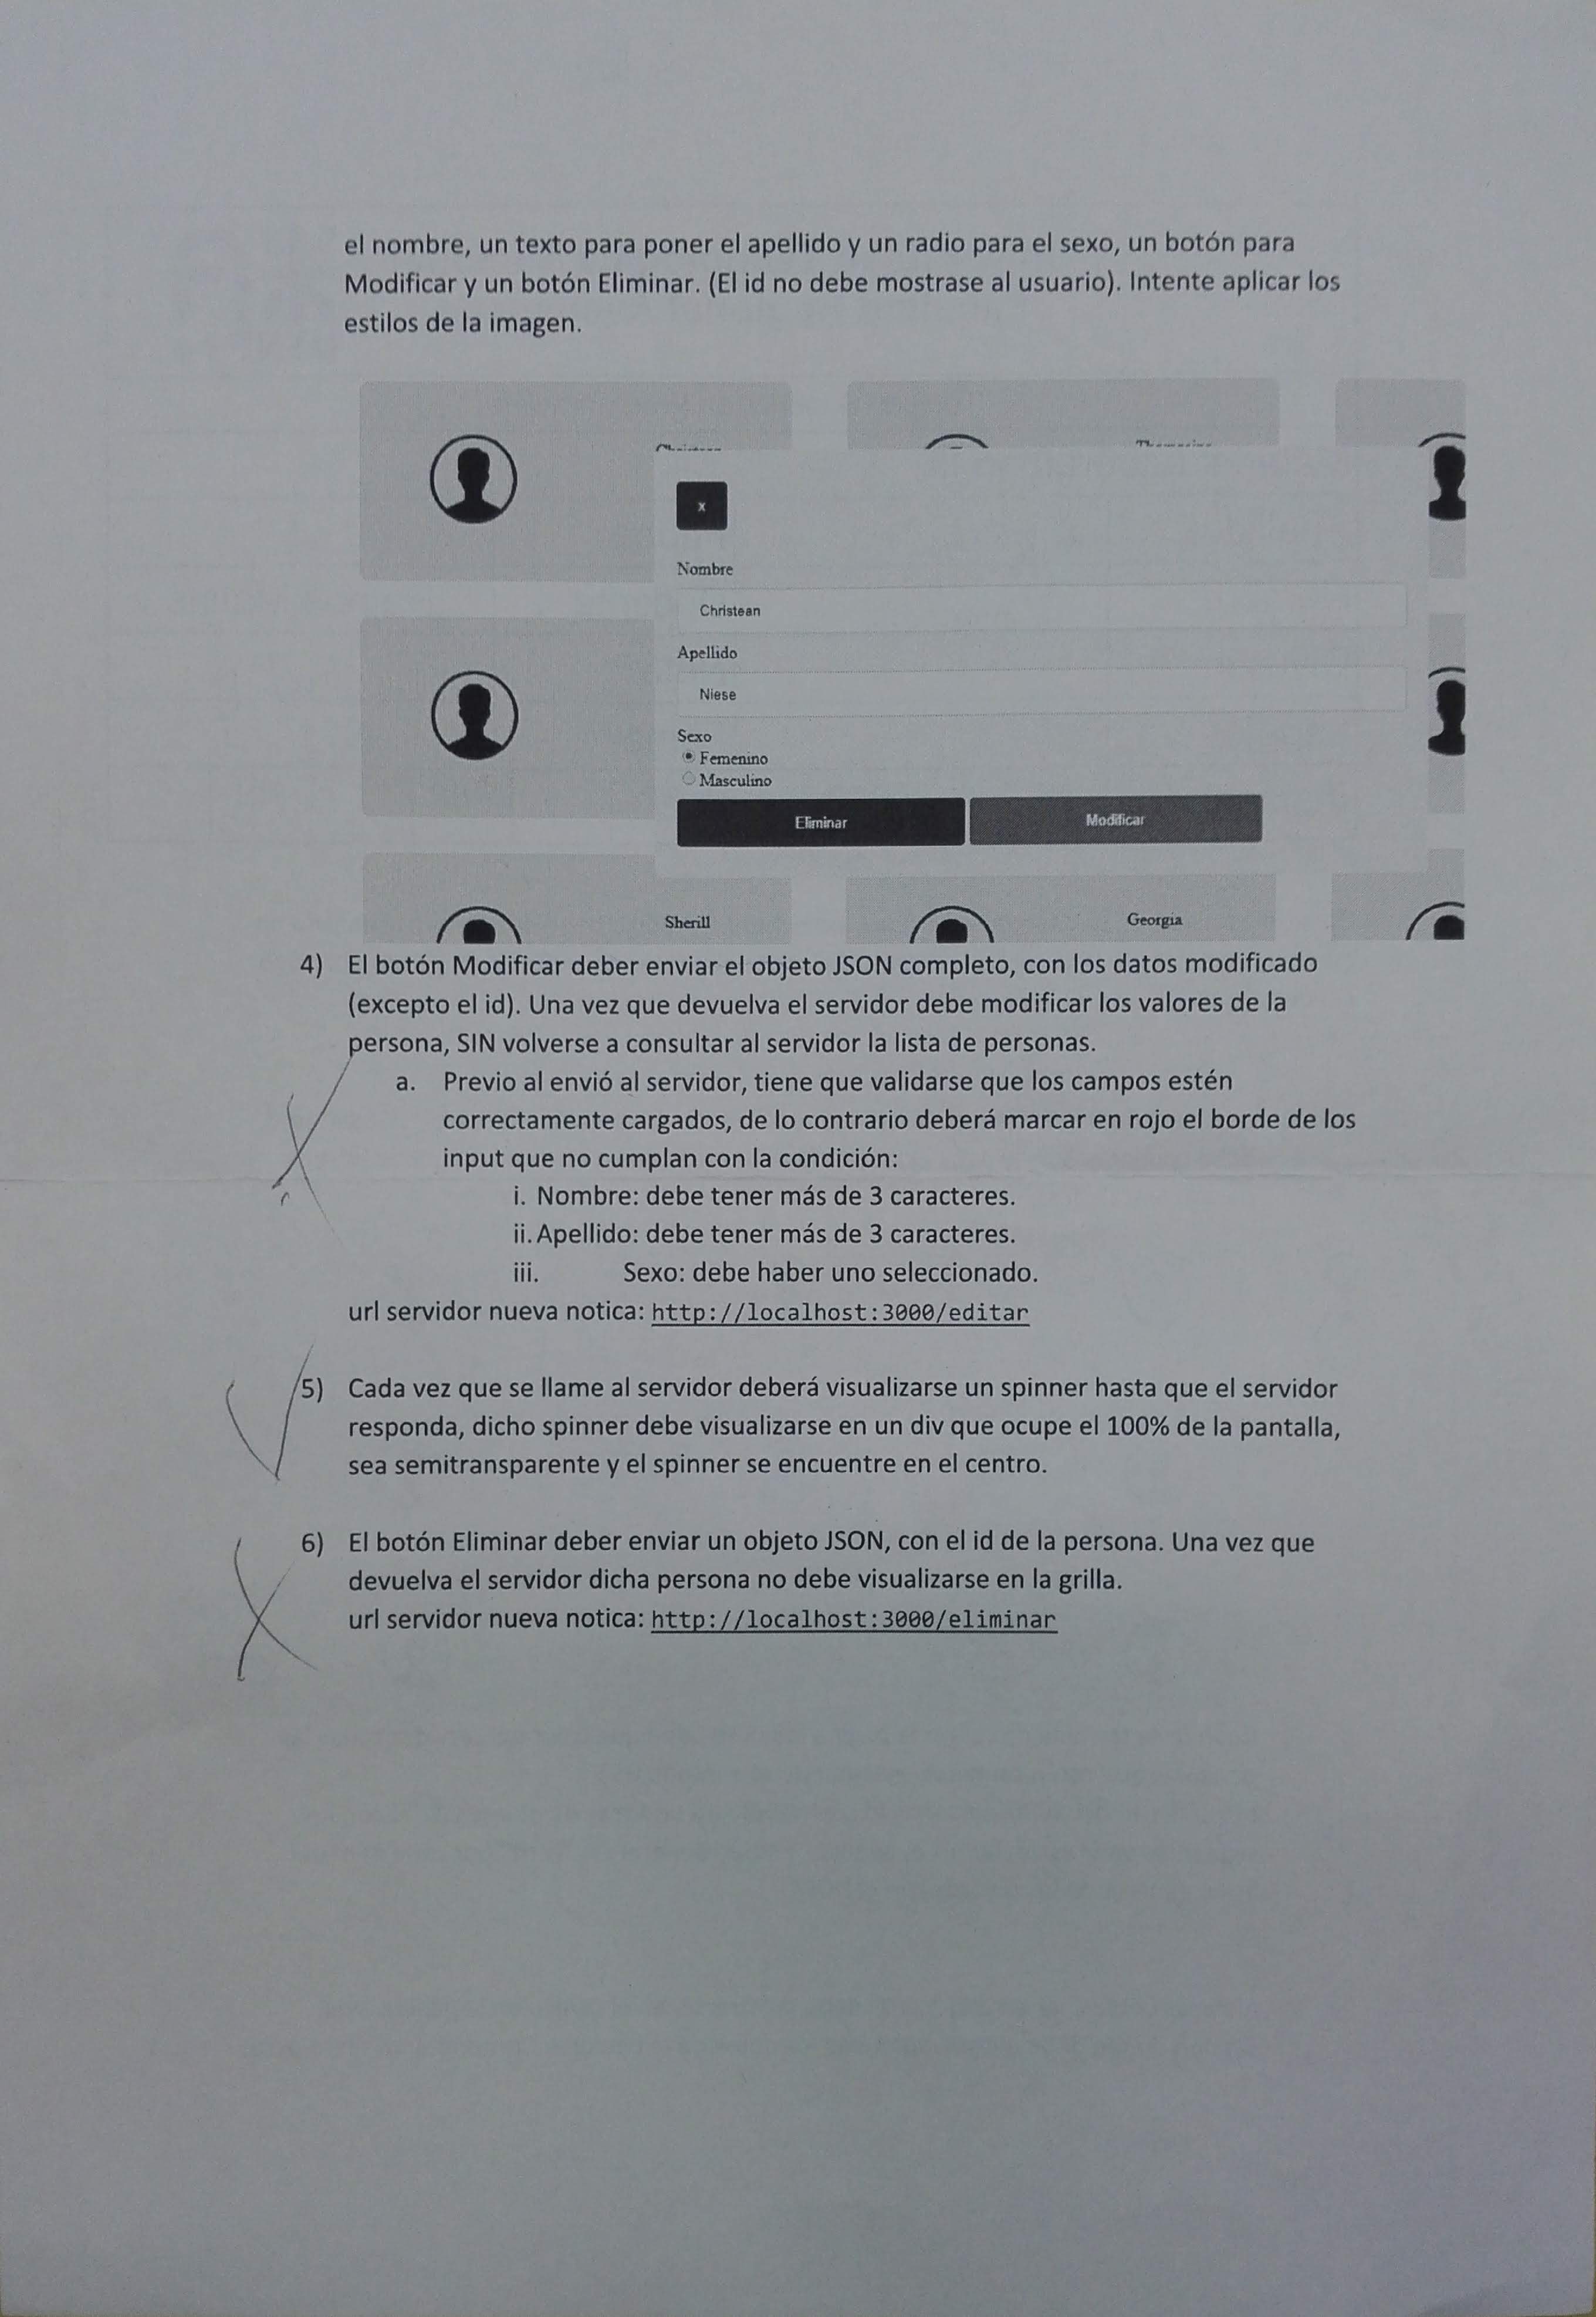 el nombre, un texto para poner el apellido y un radio para el sexo, un botón para
Modificar y un botón Eliminar. (El id no debe mostrase al usuario). Intente aplicar los
estilos de la imagen.
x
Nombre
Christean
Apellido
Niese
Sexo
Femenino
Masculino
Eliminar Modificar
Sherill Georgia
4) El botón Modificar deber enviar el objeto JSON completo, con los datos modificado
(excepto el id). Una vez que devuelva el servidor debe modificar los valores de la
persona, SIN volverse a consultar al servidor la lista de personas.
a. Previo al envió al servidor, tiene que validarse que los campos estén
correctamente cargados, de lo contrario deberá marcar en rojo el borde de los
input que no cumplan con la condición:
i. Nombre: debe tener más de 3 caracteres.
ii. Apellido: debe tener más de 3 caracteres.
iii. Sexo: debe haber uno seleccionado.
url servidor nueva notica: http://localhost:3000/editar
5) Cada vez que se llame al servidor deberá visualizarse un spinner hasta que el servidor
responda, dicho spinner debe visualizarse en un div que ocupe el 100% de la pantalla,
sea semitransparente y el spinner se encuentre en el centro.
6) El botón Eliminar deber enviar un objeto JSON, con el id de la persona. Una vez que
devuelva el servidor dicha persona no debe visualizarse en la grilla.
url servidor nueva notica: http://localhost:3000/eliminar